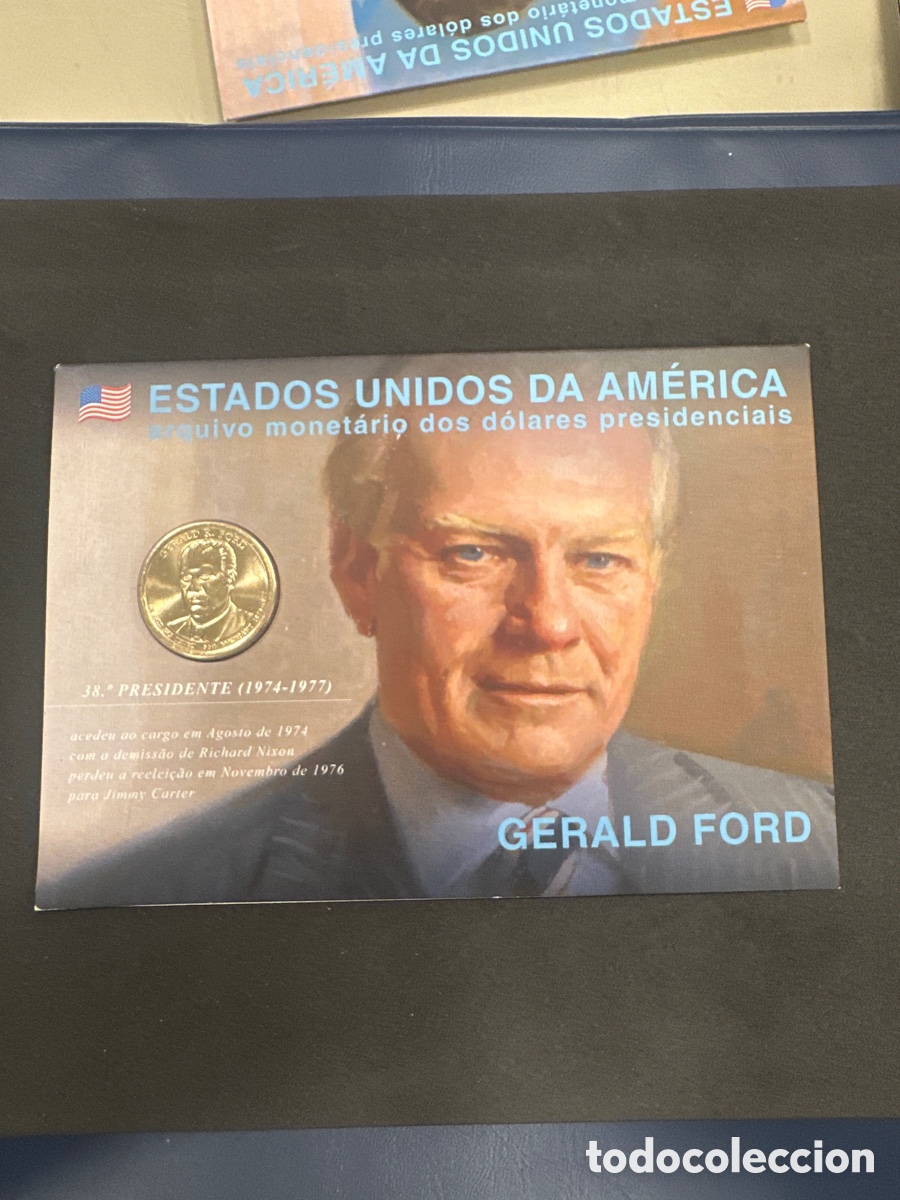 ESTADOS UNIDOS DA AMÉRICA
monetário dos dólares presidenciais
ESTADOS UNIDOS DA AMÉRICA
arquivo monetário dos dólares presidenciais
GERALD R. FORD
38.º PRESIDENTE (1974-1977)
acedeu ao cargo em Agosto de 1974
com a demissão de Richard Nixon
perdeu a reeleição em Novembro de 1976
para Jimmy Carter
GERALD FORD
todocoleccion